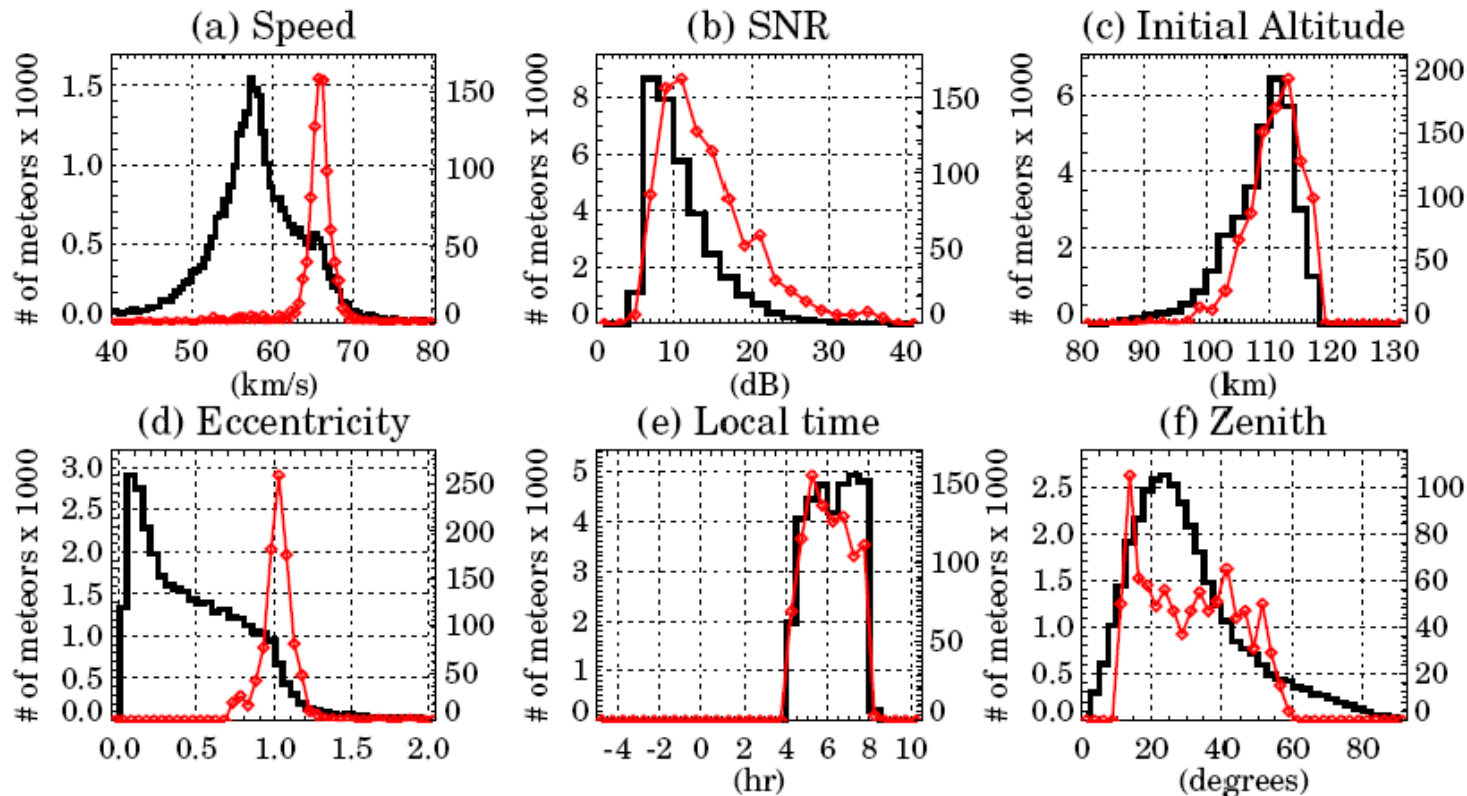 (a) Speed
# of meteors x 1000
1.5
1.0
0.5
0.0
150
100
50
0
40 50 60 70 80
(km/s)
(b) SNR
# of meteors x 1000
8
6
4
2
0
150
100
50
0
0 10 20 30 40
(dB)
(c) Initial Altitude
# of meteors x 1000
6
4
2
0
200
150
100
50
0
80 90 100 110 120 130
(km)
(d) Eccentricity
# of meteors x 1000
3.0
2.5
2.0
1.5
1.0
0.5
0.0
250
200
150
100
50
0
0.0 0.5 1.0 1.5 2.0
(e) Local time
# of meteors x 1000
5
4
3
2
1
0
150
100
50
0
-4 -2 0 2 4 6 8 10
(hr)
(f) Zenith
# of meteors x 1000
2.5
2.0
1.5
1.0
0.5
0.0
100
80
60
40
20
0
0 20 40 60 80
(degrees)